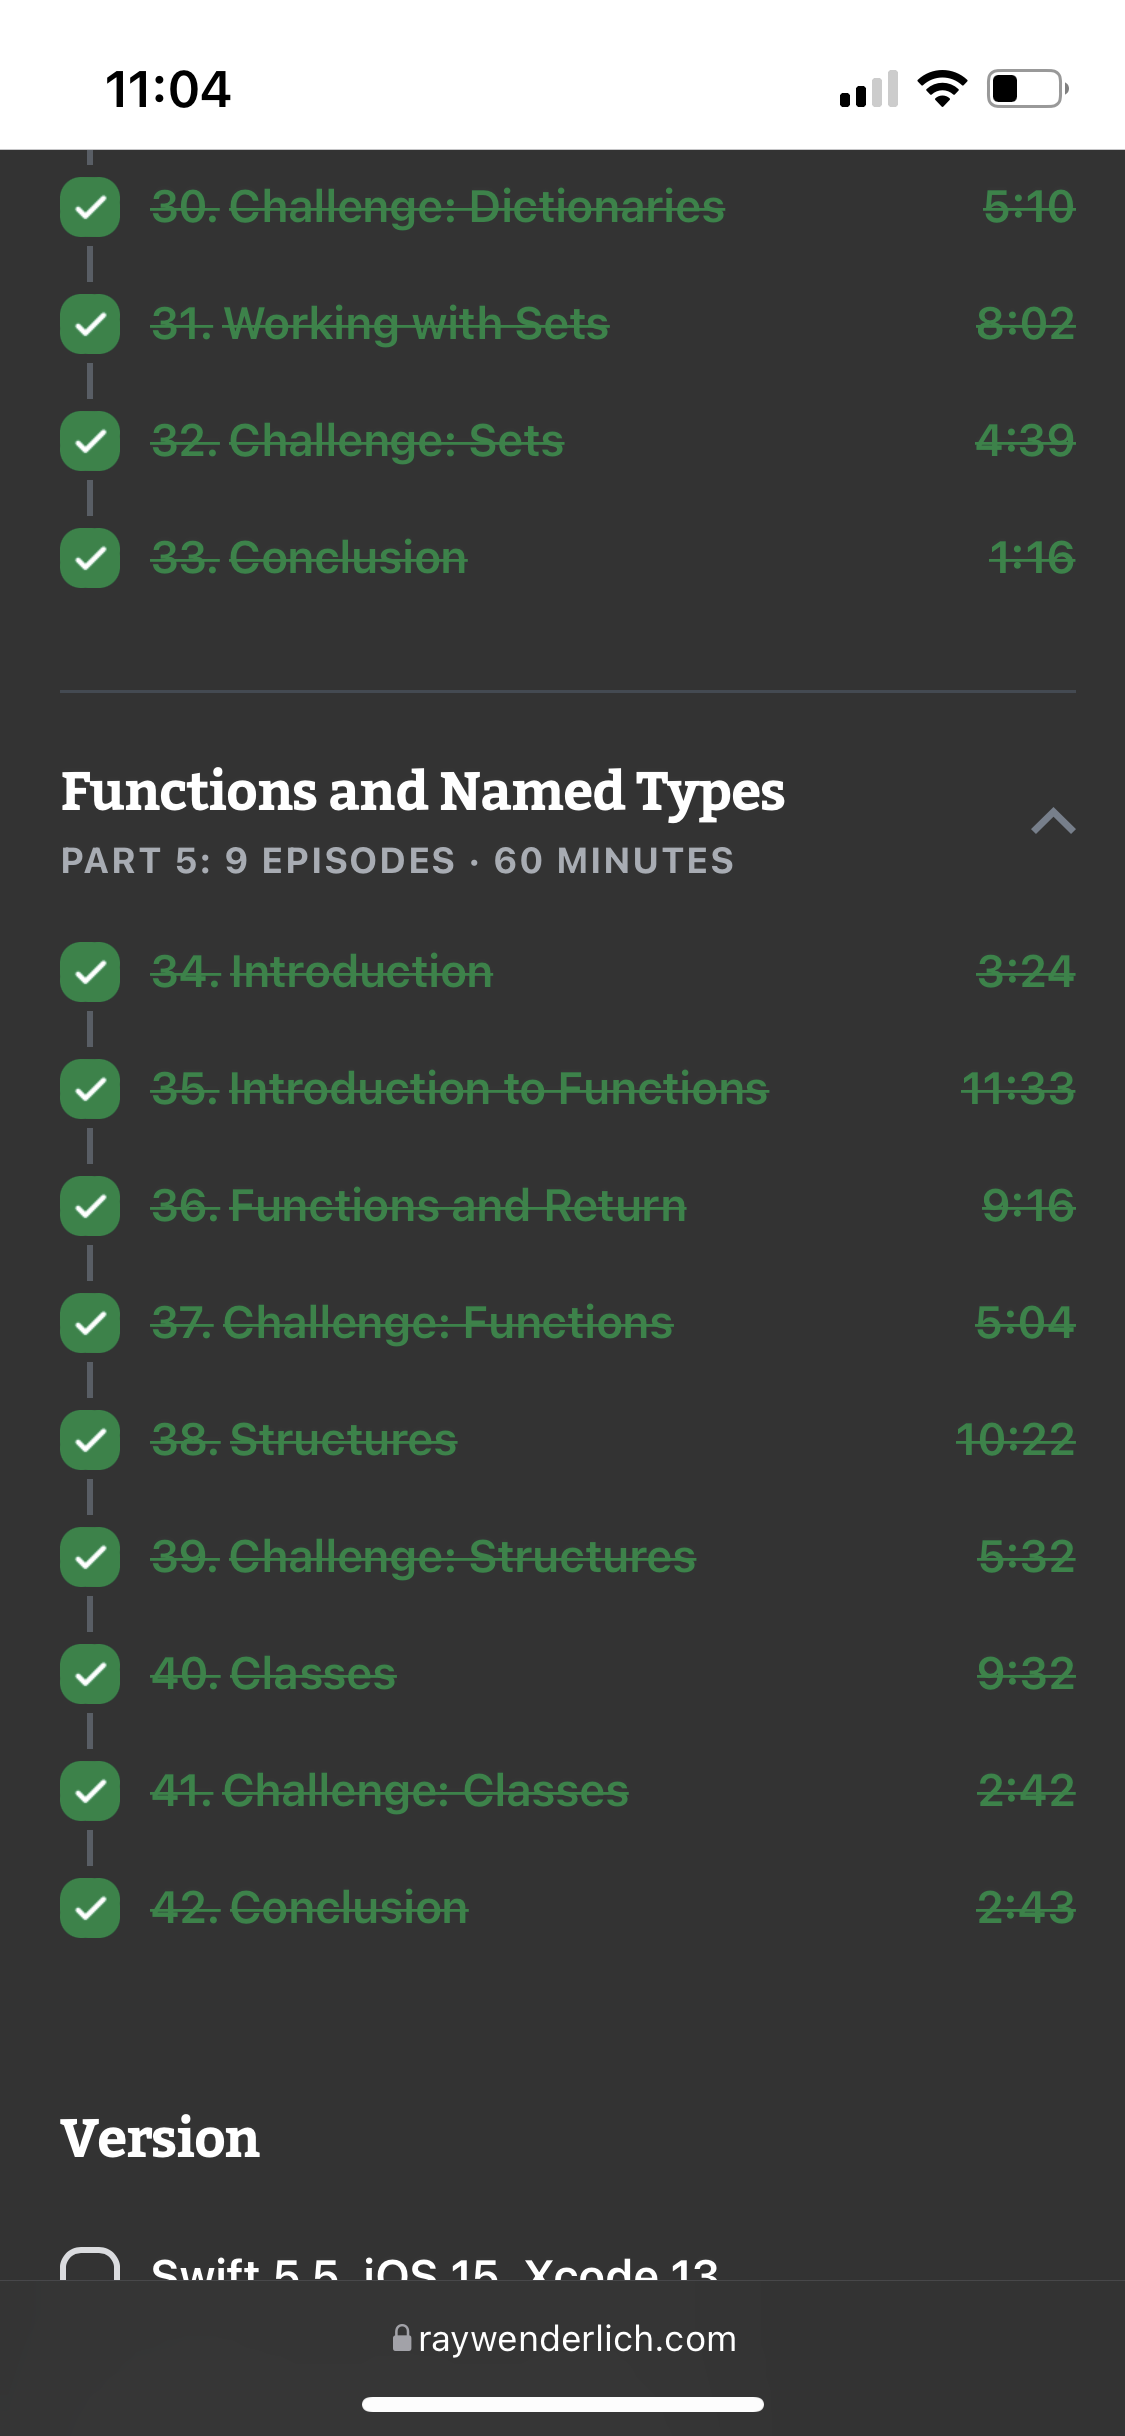 11:04
30. Challenge: Dictionaries 5:10
31. Working with Sets 8:02
32. Challenge: Sets 4:39
33. Conclusion 1:16
Functions and Named Types
PART 5: 9 EPISODES · 60 MINUTES
34. Introduction 3:24
35. Introduction to Functions 11:33
36. Functions and Return 9:16
37. Challenge: Functions 5:04
38. Structures 10:22
39. Challenge: Structures 5:32
40. Classes 9:32
41. Challenge: Classes 2:42
42. Conclusion 2:43
Version
Swift 5.5, iOS 15, Xcode 13
raywenderlich.com